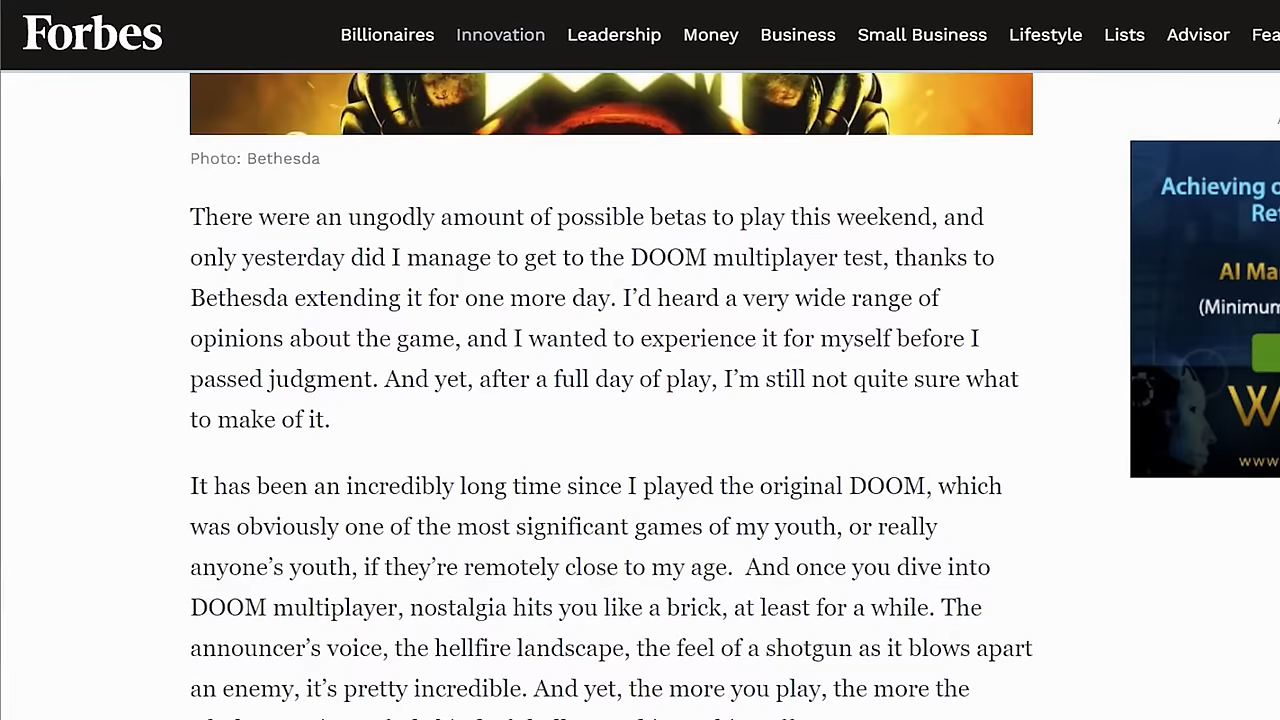 Forbes
Billionaires Innovation Leadership Money Business Small Business Lifestyle Lists Advisor Fea
Photo: Bethesda
There were an ungodly amount of possible betas to play this weekend, and
only yesterday did I manage to get to the DOOM multiplayer test, thanks to
Bethesda extending it for one more day. I’d heard a very wide range of
opinions about the game, and I wanted to experience it for myself before I
passed judgment. And yet, after a full day of play, I’m still not quite sure what
to make of it.
It has been an incredibly long time since I played the original DOOM, which
was obviously one of the most significant games of my youth, or really
anyone’s youth, if they’re remotely close to my age.  And once you dive into
DOOM multiplayer, nostalgia hits you like a brick, at least for a while. The
announcer’s voice, the hellfire landscape, the feel of a shotgun as it blows apart
an enemy, it’s pretty incredible. And yet, the more you play, the more the
Achieving
Re
AI Ma
(Minimum
W
www